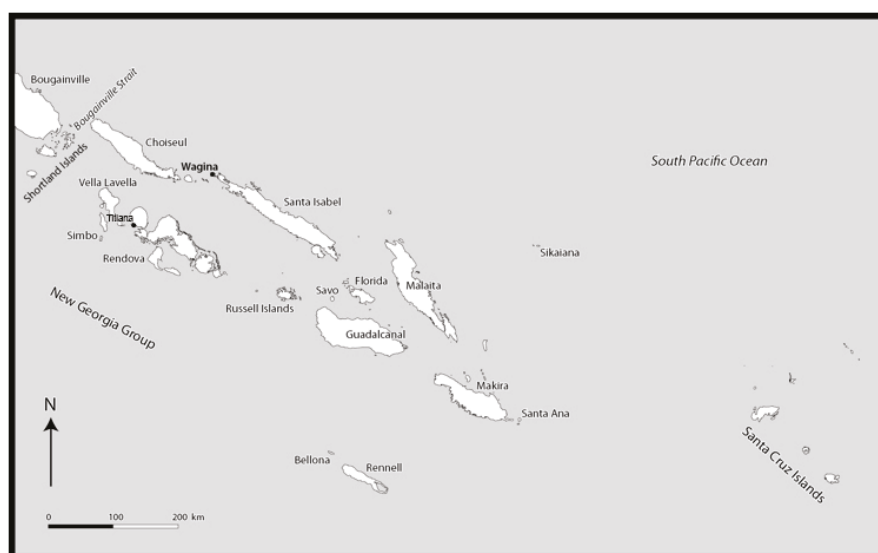 Bougainville
Bougainville Strait
Choiseul
Shortland Islands
Wagina
South Pacific Ocean
Vella Lavella
Santa Isabel
Titiana
Simbo
Sikaiana
Rendova
Savo
Florida
Malaita
Russell Islands
New Georgia Group
Guadalcanal
Makira
N
Santa Ana
Santa Cruz Islands
Bellona
Rennell
0 100 200 km